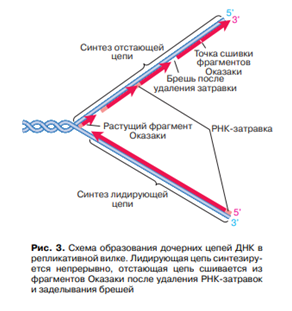 5'
3'
Синтез отстающей
цепи
Точка сшивки
фрагментов
Оказаки
Брешь после
удаления затравки
Растущий фрагмент
Оказаки
РНК-затравка
Синтез лидирующей
цепи
5'
3'
Рис. 3. Схема образования дочерних цепей ДНК в
репликативной вилке. Лидирующая цепь синтезиру-
ется непрерывно, отстающая цепь сшивается из
фрагментов Оказаки после удаления РНК-затравок
и заделывания брешей